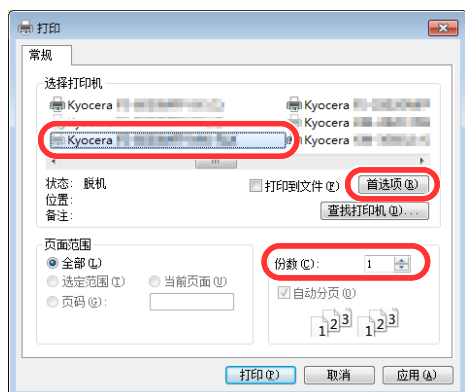 打印
常规
选择打印机
Kyocera
Kyocera
Kyocera
Kyocera
Kyocera
状态: 脱机
打印到文件(F)
首选项(R)
位置:
备注:
查找打印机(D)...
页面范围
全部(L)
选定范围(T)
当前页面(U)
页码(G):
份数(C): 1
自动分页(O)
1 2 3 1 2 3
打印(P)
取消
应用(A)